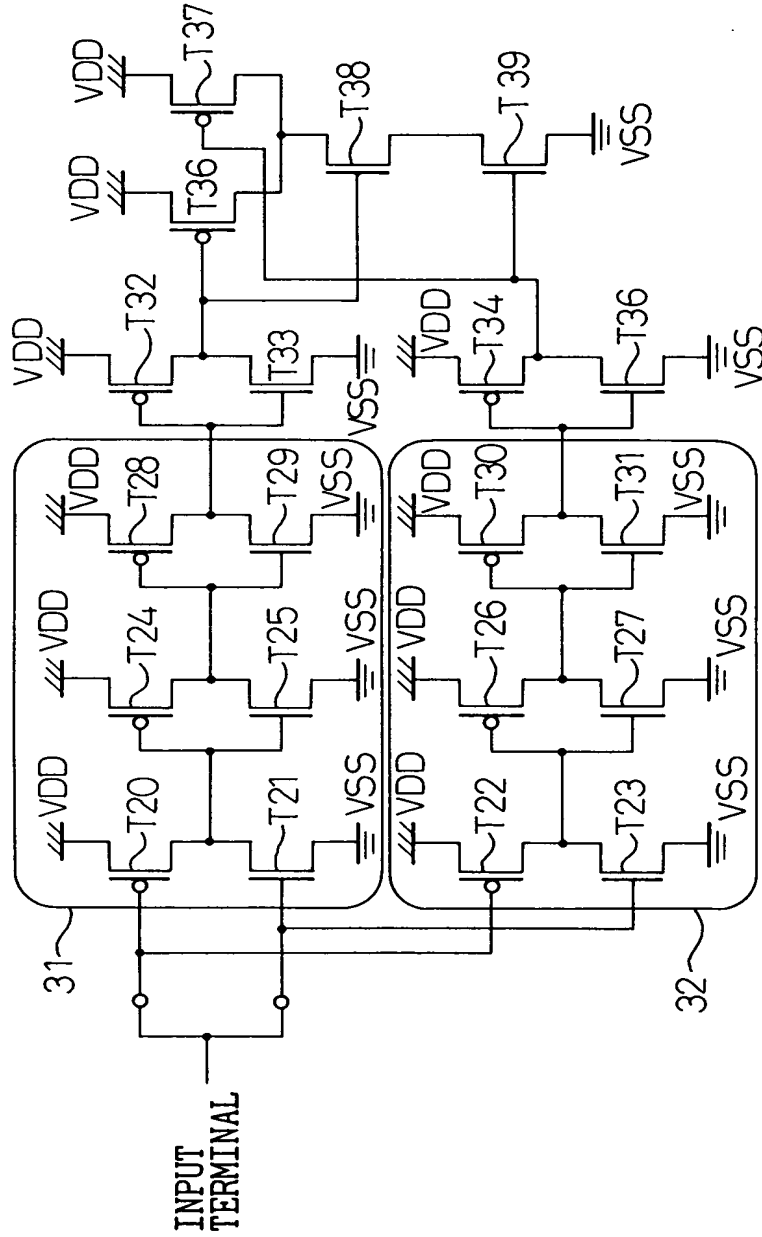 INPUT
TERMINAL
31
VDD
T20
T21
VSS
VDD
T24
T25
VSS
VDD
T28
T29
VSS
VDD
T32
T33
VSS
VDD
T36
VDD
T37
T38
T39
VSS
32
VDD
T22
T23
VSS
VDD
T26
T27
VSS
VDD
T30
T31
VSS
VDD
T34
T36
VSS